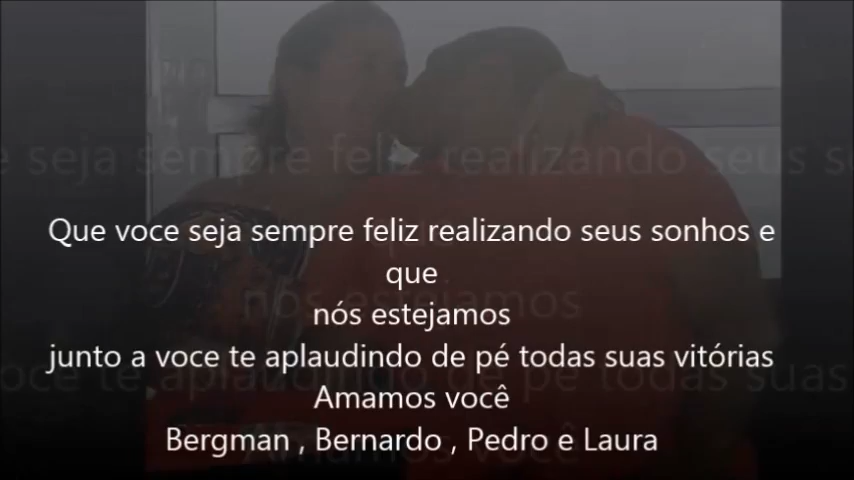 Que voce seja sempre feliz realizando seus sonhos e
que
nós estejamos
junto a voce te aplaudindo de pé todas suas vitórias
Amamos você
Bergman , Bernardo , Pedro e Laura